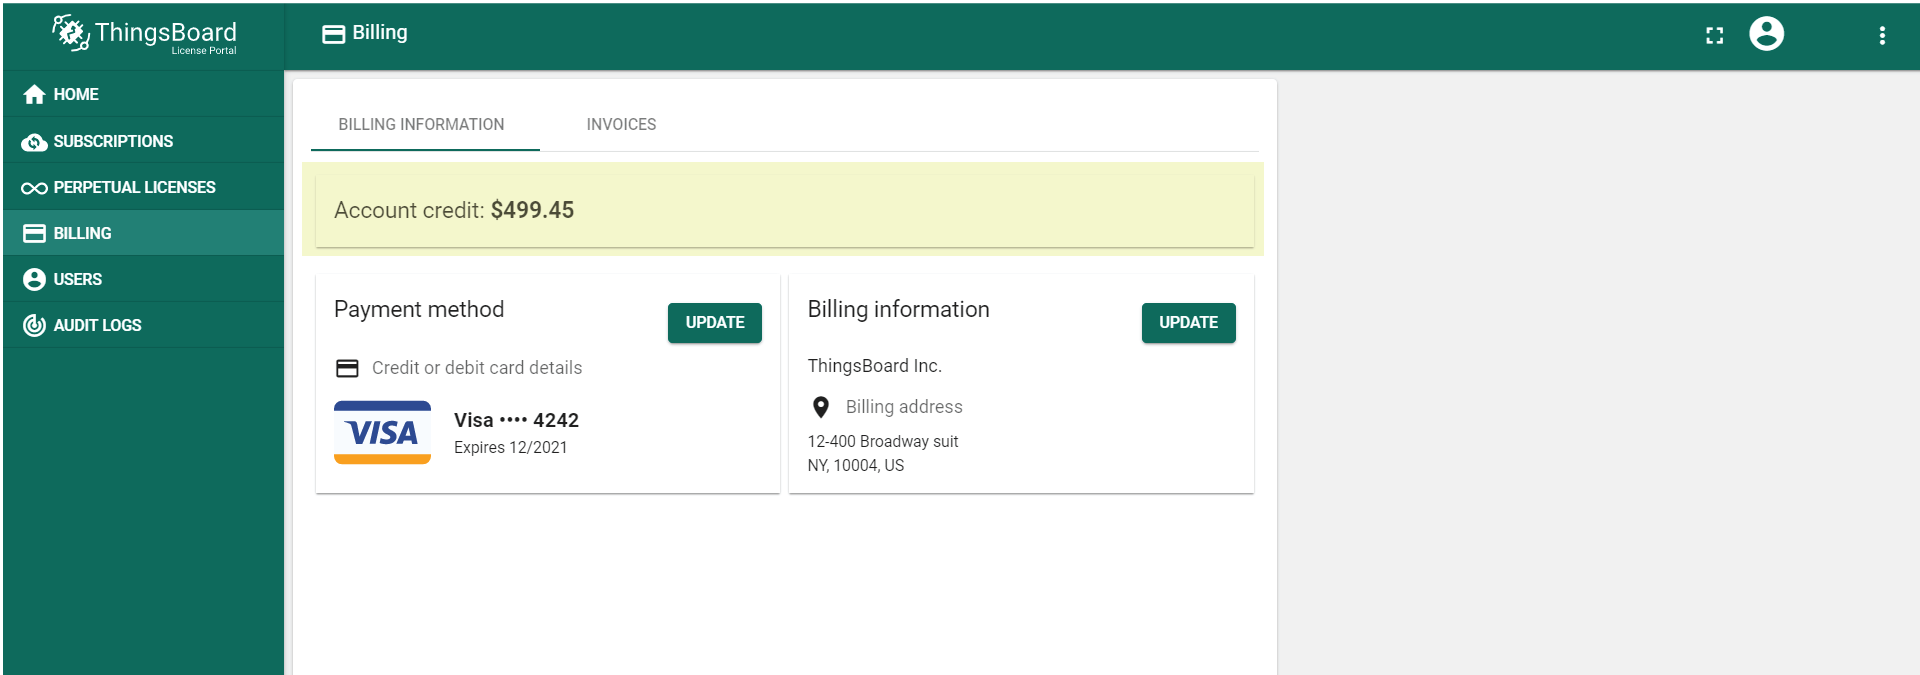 ThingsBoard
License Portal
Billing
HOME
SUBSCRIPTIONS
PERPETUAL LICENSES
BILLING
USERS
AUDIT LOGS
BILLING INFORMATION
INVOICES
Account credit: $499.45
Payment method
UPDATE
Credit or debit card details
VISA
Visa •••• 4242
Expires 12/2021
Billing information
UPDATE
ThingsBoard Inc.
Billing address
12-400 Broadway suit
NY, 10004, US